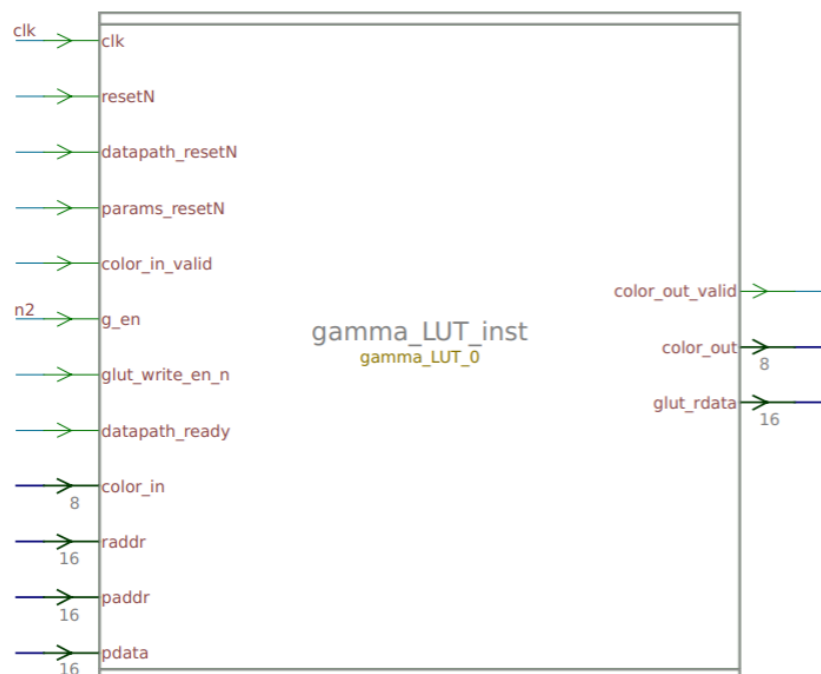 clk
clk
resetN
datapath_resetN
params_resetN
color_in_valid
n2
g_en
glut_write_en_n
datapath_ready
color_in
8
raddr
16
paddr
16
pdata
16
gamma_LUT_inst
gamma_LUT_0
color_out_valid
color_out
8
glut_rdata
16